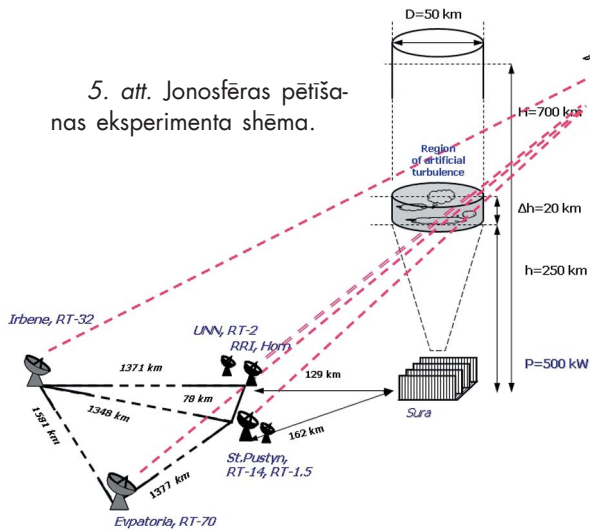 D=50 km
5. att. Jonosfēras pētīša-
nas eksperimenta shēma.
H=700 km
Region
of artificial
turbulence
Δh=20 km
h=250 km
Irbene, RT-32
UNN, RT-2
RRI, Horn
1371 km
129 km
P=500 kW
78 km
1348 km
Sura
1581 km
162 km
St.Pustyn,
RT-14, RT-1.5
1377 km
Evpatoria, RT-70